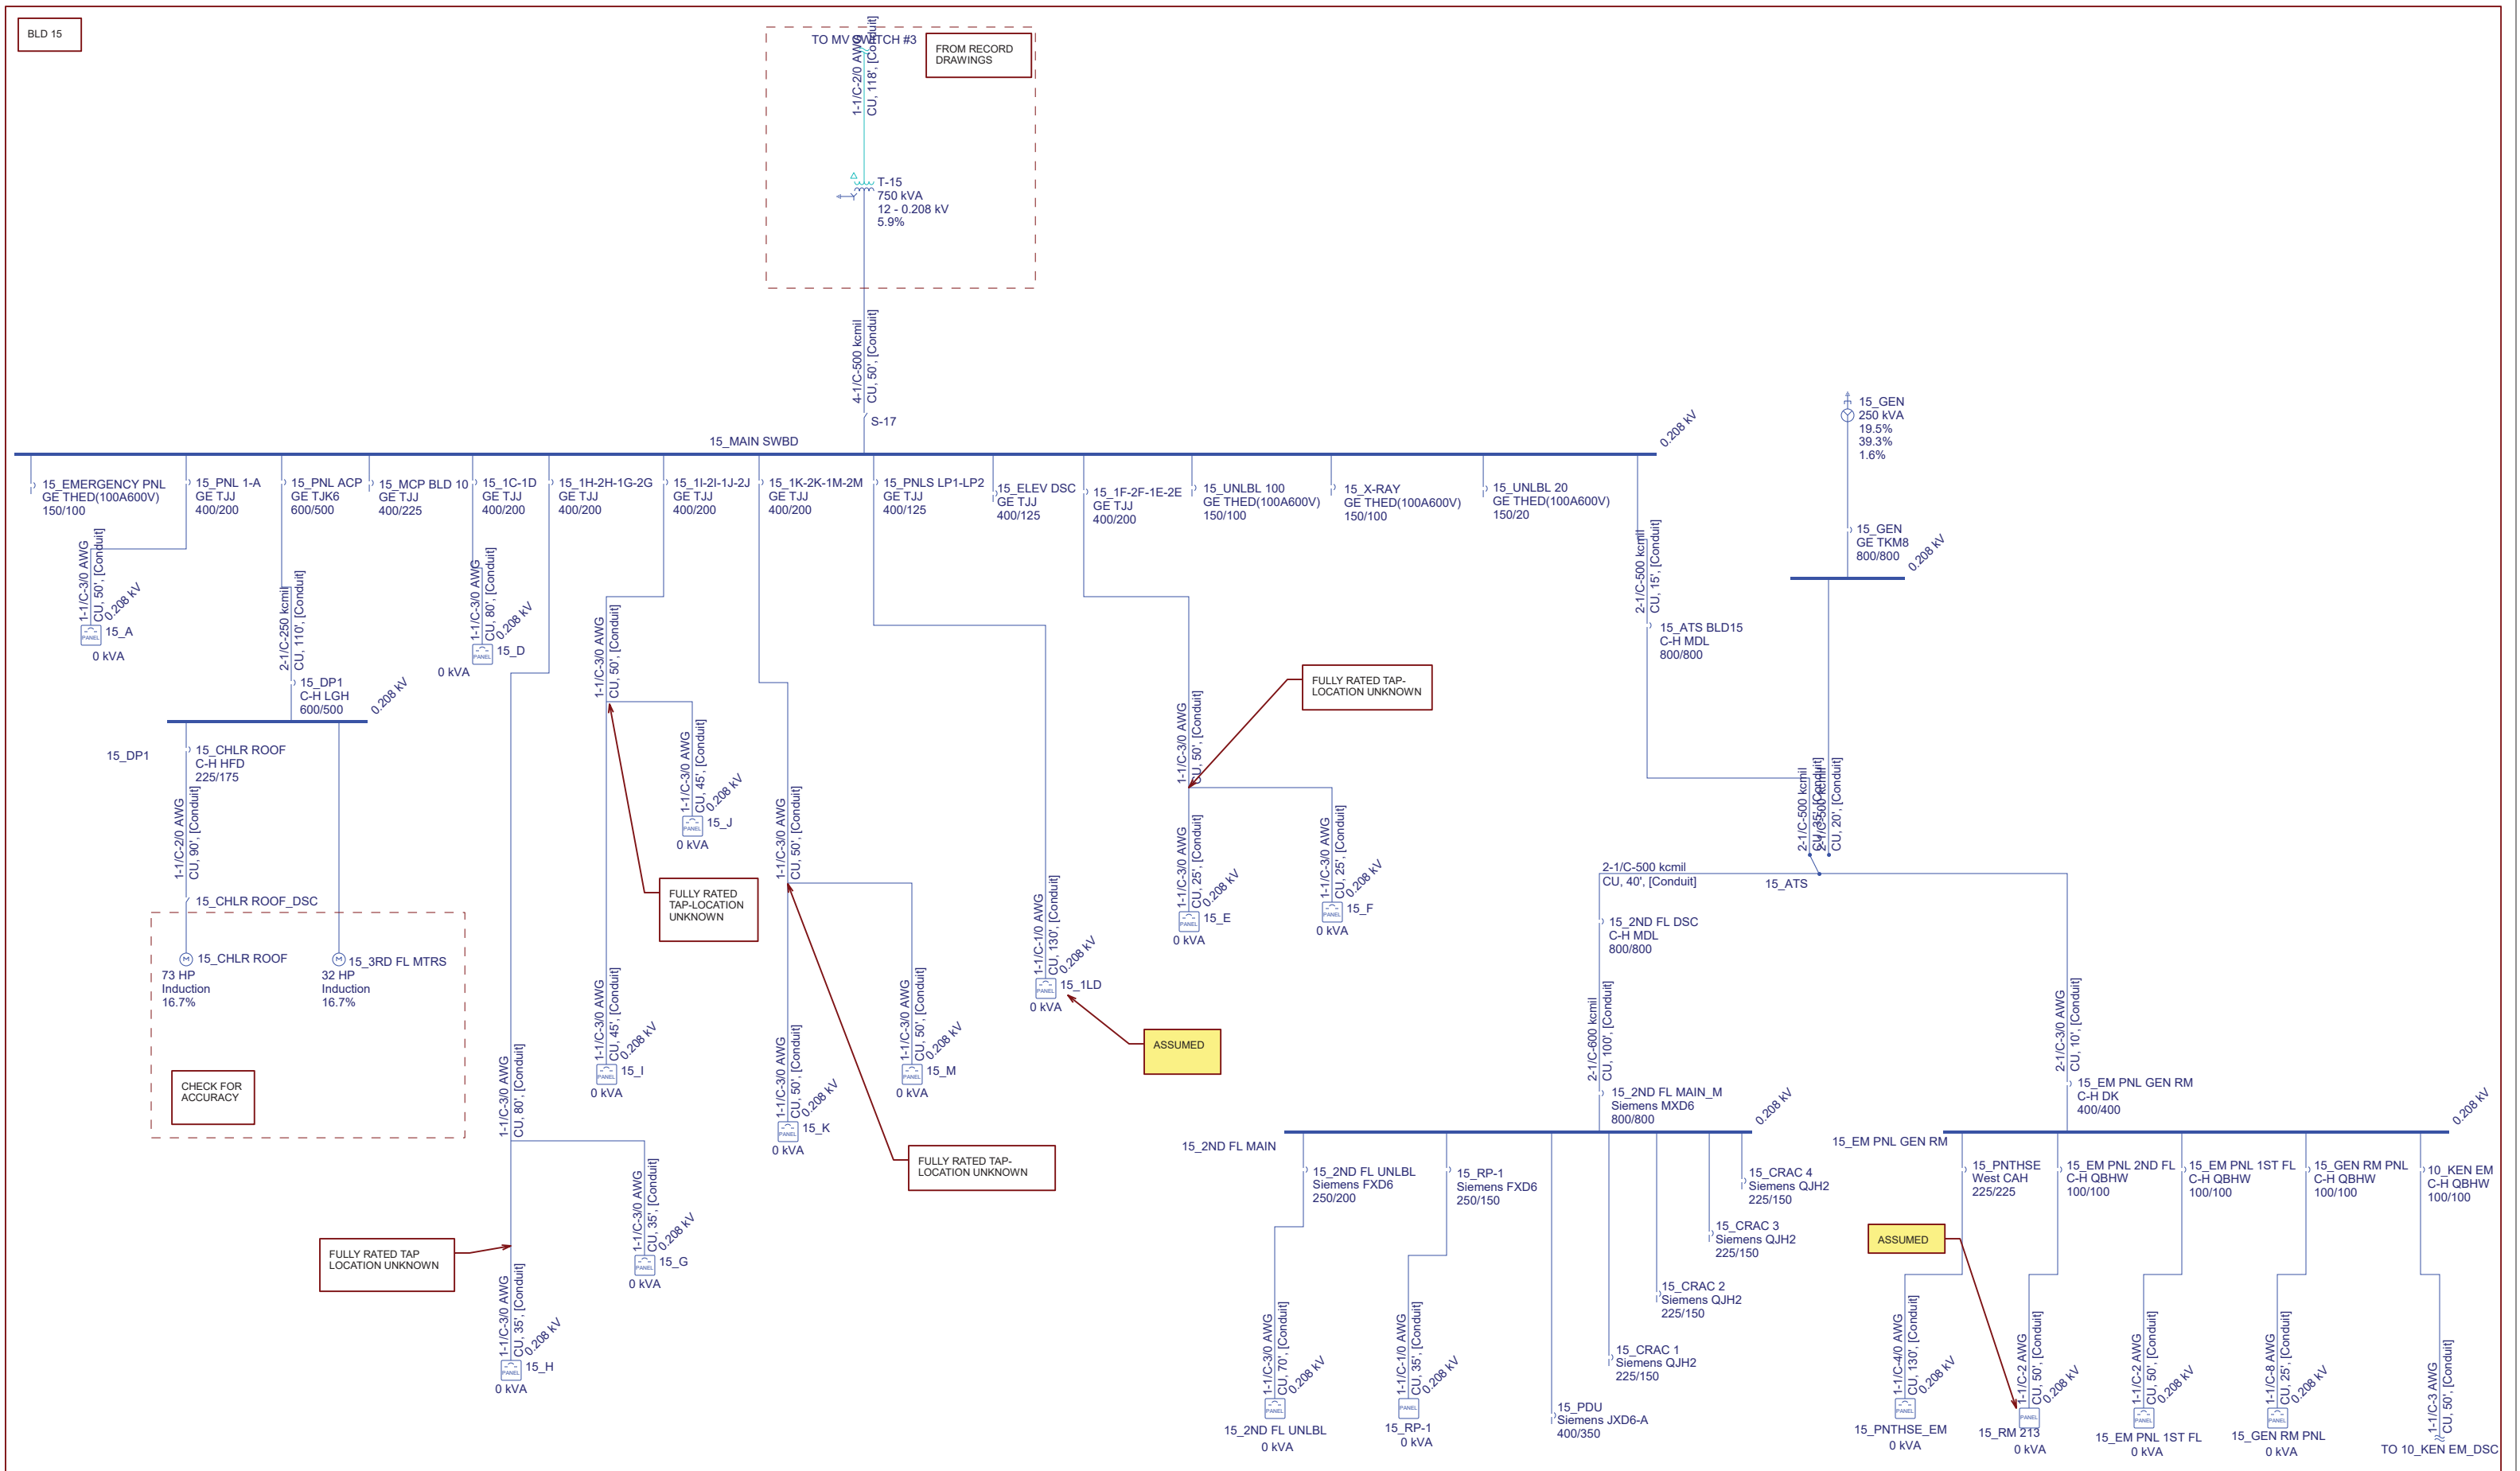 BLD 15
TO MV SWITCH #3
FROM RECORD
DRAWINGS
1-1/C-2/0 AWG
CU, 118', [Conduit]
T-15
750 kVA
12 - 0.208 kV
5.9%
4-1/C-500 kcmil
CU, 50', [Conduit]
S-17
15_MAIN SWBD
0.208 kV
15_GEN
250 kVA
19.5%
39.3%
1.6%
15_GEN
GE TKM8
800/800
0.208 kV
15_EMERGENCY PNL
GE THED(100A600V)
150/100
15_PNL 1-A
GE TJJ
400/200
15_PNL ACP
GE TJK6
600/500
15_MCP BLD 10
GE TJJ
400/225
15_1C-1D
GE TJJ
400/200
15_1H-2H-1G-2G
GE TJJ
400/200
15_1I-2I-1J-2J
GE TJJ
400/200
15_1K-2K-1M-2M
GE TJJ
400/200
15_PNLS LP1-LP2
GE TJJ
400/125
15_ELEV DSC
GE TJJ
400/125
15_1F-2F-1E-2E
GE TJJ
400/200
15_UNLBL 100
GE THED(100A600V)
150/100
15_X-RAY
GE THED(100A600V)
150/100
15_UNLBL 20
GE THED(100A600V)
150/20
1-1/C-3/0 AWG
CU, 50', [Conduit]
0.208 kV
PANEL
15_A
0 kVA
2-1/C-250 kcmil
CU, 110', [Conduit]
15_DP1
C-H LGH
600/500
0.208 kV
15_DP1
15_CHLR ROOF
C-H HFD
225/175
1-1/C-2/0 AWG
CU, 90', [Conduit]
15_CHLR ROOF_DSC
M
15_CHLR ROOF
73 HP
Induction
16.7%
M
15_3RD FL MTRS
32 HP
Induction
16.7%
CHECK FOR
ACCURACY
1-1/C-3/0 AWG
CU, 80', [Conduit]
0.208 kV
PANEL
15_D
0 kVA
1-1/C-3/0 AWG
CU, 80', [Conduit]
1-1/C-3/0 AWG
CU, 35', [Conduit]
0.208 kV
PANEL
15_G
0 kVA
FULLY RATED TAP
LOCATION UNKNOWN
1-1/C-3/0 AWG
CU, 35', [Conduit]
0.208 kV
PANEL
15_H
0 kVA
1-1/C-3/0 AWG
CU, 50', [Conduit]
1-1/C-3/0 AWG
CU, 45', [Conduit]
0.208 kV
PANEL
15_J
0 kVA
FULLY RATED
TAP-LOCATION
UNKNOWN
1-1/C-3/0 AWG
CU, 45', [Conduit]
0.208 kV
PANEL
15_I
0 kVA
1-1/C-3/0 AWG
CU, 50', [Conduit]
1-1/C-3/0 AWG
CU, 50', [Conduit]
0.208 kV
PANEL
15_K
0 kVA
1-1/C-3/0 AWG
CU, 50', [Conduit]
0.208 kV
PANEL
15_M
0 kVA
FULLY RATED TAP-
LOCATION UNKNOWN
1-1/C-1/0 AWG
CU, 130', [Conduit]
0.208 kV
PANEL
15_1LD
0 kVA
ASSUMED
1-1/C-3/0 AWG
CU, 50', [Conduit]
FULLY RATED TAP-
LOCATION UNKNOWN
1-1/C-3/0 AWG
CU, 25', [Conduit]
0.208 kV
PANEL
15_E
0 kVA
1-1/C-3/0 AWG
CU, 25', [Conduit]
0.208 kV
PANEL
15_F
0 kVA
2-1/C-500 kcmil
CU, 15', [Conduit]
15_ATS BLD15
C-H MDL
800/800
2-1/C-500 kcmil
CU, 35', [Conduit]
2-1/C-500 kcmil
CU, 20', [Conduit]
15_ATS
2-1/C-500 kcmil
CU, 40', [Conduit]
15_2ND FL DSC
C-H MDL
800/800
2-1/C-600 kcmil
CU, 100', [Conduit]
15_2ND FL MAIN_M
Siemens MXD6
800/800
0.208 kV
15_2ND FL MAIN
15_2ND FL UNLBL
Siemens FXD6
250/200
15_RP-1
Siemens FXD6
250/150
15_CRAC 4
Siemens QJH2
225/150
15_CRAC 3
Siemens QJH2
225/150
15_CRAC 2
Siemens QJH2
225/150
15_CRAC 1
Siemens QJH2
225/150
15_PDU
Siemens JXD6-A
400/350
1-1/C-3/0 AWG
CU, 70', [Conduit]
0.208 kV
PANEL
15_2ND FL UNLBL
0 kVA
1-1/C-1/0 AWG
CU, 35', [Conduit]
0.208 kV
PANEL
15_RP-1
0 kVA
2-1/C-3/0 AWG
CU, 10', [Conduit]
15_EM PNL GEN RM
C-H DK
400/400
0.208 kV
15_EM PNL GEN RM
15_PNTHSE
West CAH
225/225
15_EM PNL 2ND FL
C-H QBHW
100/100
15_EM PNL 1ST FL
C-H QBHW
100/100
15_GEN RM PNL
C-H QBHW
100/100
10_KEN EM
C-H QBHW
100/100
ASSUMED
1-1/C-4/0 AWG
CU, 130', [Conduit]
0.208 kV
PANEL
15_PNTHSE_EM
0 kVA
1-1/C-2 AWG
CU, 50', [Conduit]
0.208 kV
PANEL
15_RM 213
0 kVA
1-1/C-2 AWG
CU, 50', [Conduit]
0.208 kV
PANEL
15_EM PNL 1ST FL
0 kVA
1-1/C-8 AWG
CU, 25', [Conduit]
0.208 kV
PANEL
15_GEN RM PNL
0 kVA
1-1/C-3 AWG
CU, 50', [Conduit]
TO 10_KEN EM_DSC